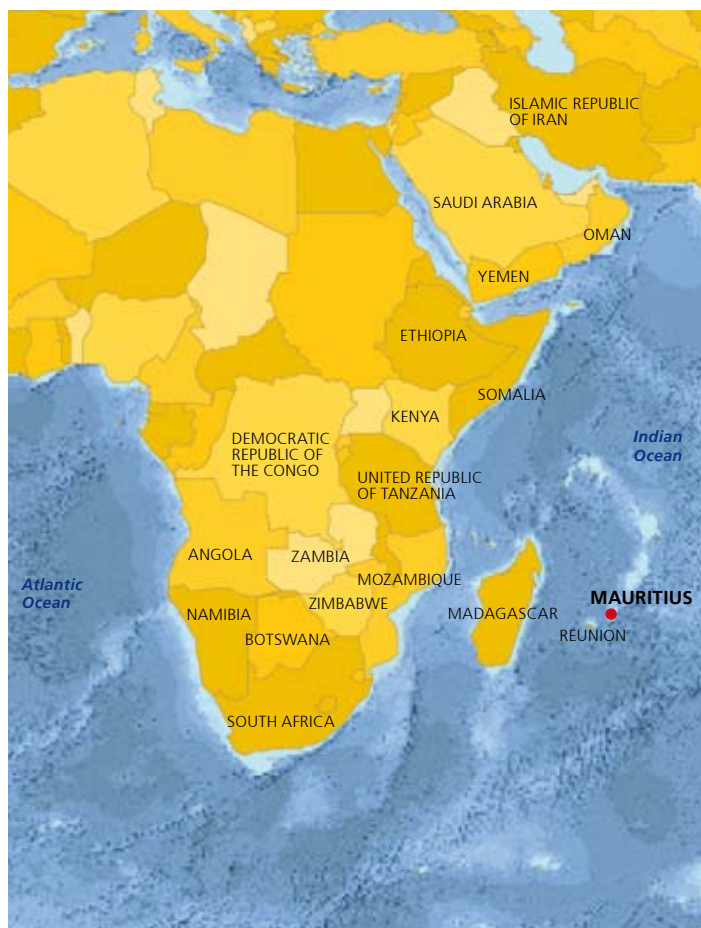 ISLAMIC REPUBLIC
OF IRAN
SAUDI ARABIA
OMAN
YEMEN
ETHIOPIA
SOMALIA
KENYA
DEMOCRATIC
REPUBLIC OF
THE CONGO
Indian
Ocean
UNITED REPUBLIC
OF TANZANIA
ANGOLA
ZAMBIA
MOZAMBIQUE
Atlantic
Ocean
MAURITIUS
ZIMBABWE
NAMIBIA
MADAGASCAR
RÉUNION
BOTSWANA
SOUTH AFRICA